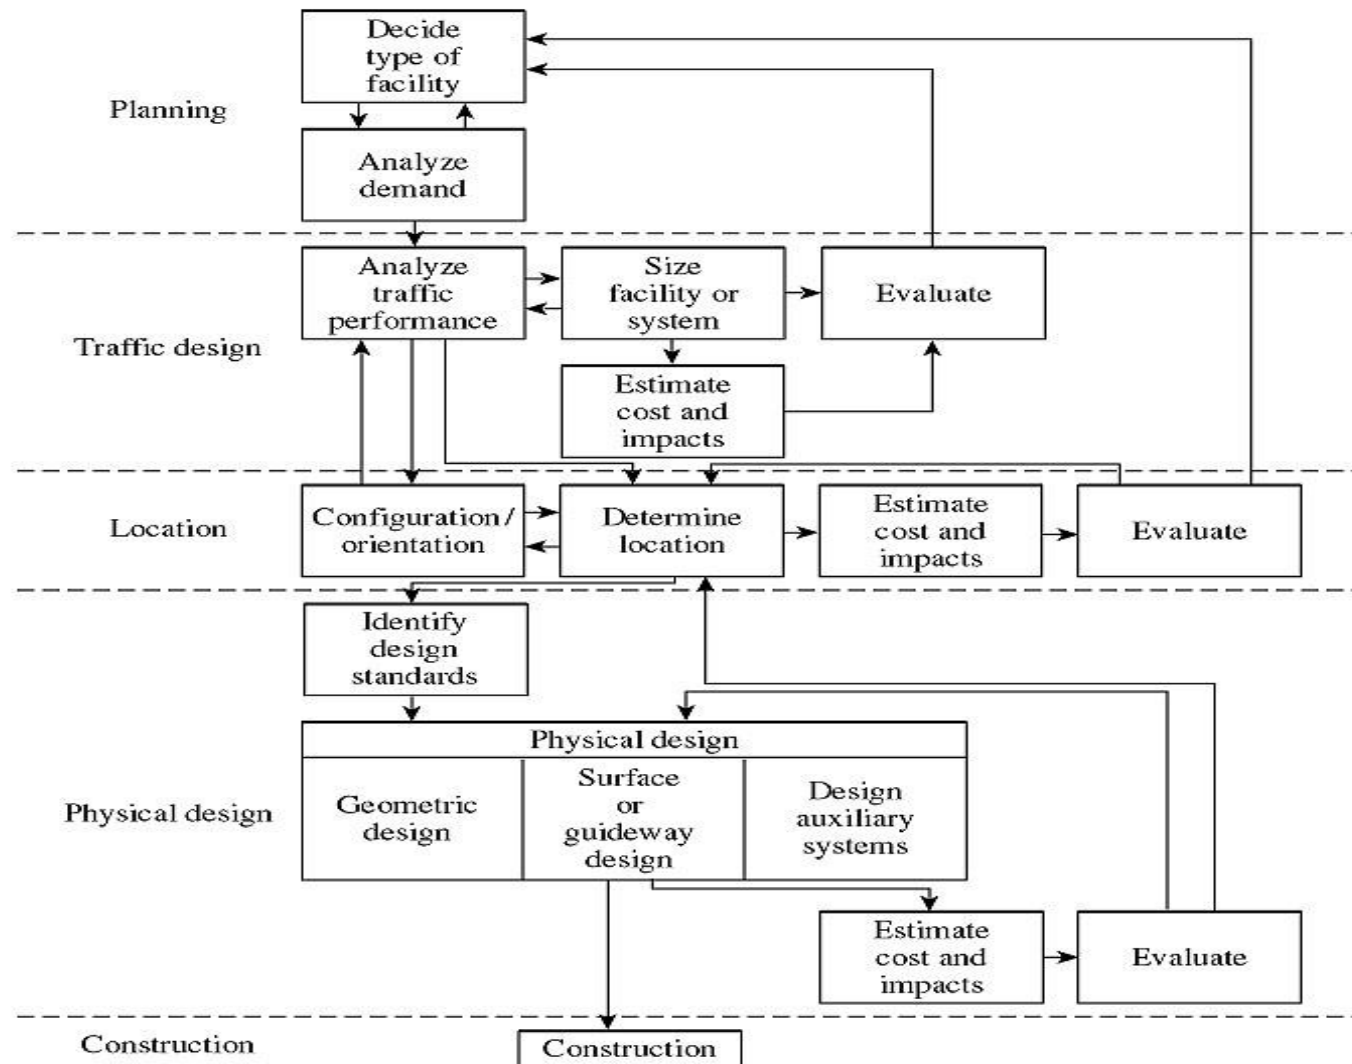 Decide
type of
facility
Planning
Analyze
demand
Analyze
traffic
performance
Size
facility or
system
Evaluate
Traffic design
Estimate
cost and
impacts
Location
Configuration/
orientation
Determine
location
Estimate
cost and
impacts
Evaluate
Identify
design
standards
Physical design
Physical design
Geometric
design
Surface
or
guideway
design
Design
auxiliary
systems
Estimate
cost and
impacts
Evaluate
Construction
Construction